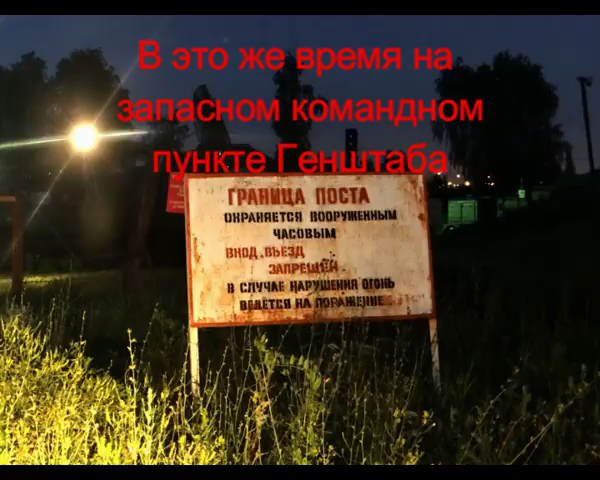 В это же время на
запасном командном
пункте Генштаба
ГРАНИЦА ПОСТА
ОХРАНЯЕТСЯ ВООРУЖЕННЫМ
ЧАСОВЫМ
ВХОД, ВЪЕЗД
ЗАПРЕЩЕН.
В СЛУЧАЕ НАРУШЕНИЯ ОГОНЬ
ВЕДЁТСЯ НА ПОРАЖЕНИЕ